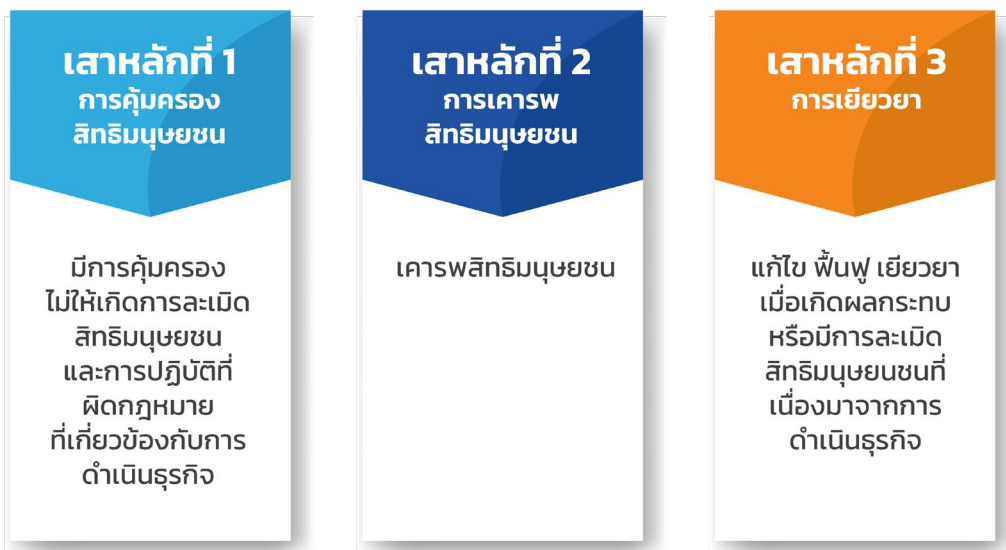 เสาหลักที่ 1
การคุ้มครอง
สิทธิมนุษยชน
มีการคุ้มครอง
ไม่ให้เกิดการละเมิด
สิทธิมนุษยชน
และการปฏิบัติที่
ผิดกฎหมาย
ที่เกี่ยวข้องกับการ
ดำเนินธุรกิจ
เสาหลักที่ 2
การเคารพ
สิทธิมนุษยชน
เคารพสิทธิมนุษยชน
เสาหลักที่ 3
การเยียวยา
แก้ไข ฟื้นฟู เยียวยา
เมื่อเกิดผลกระทบ
หรือมีการละเมิด
สิทธิมนุษยนชนที่
เนื่องมาจากการ
ดำเนินธุรกิจ